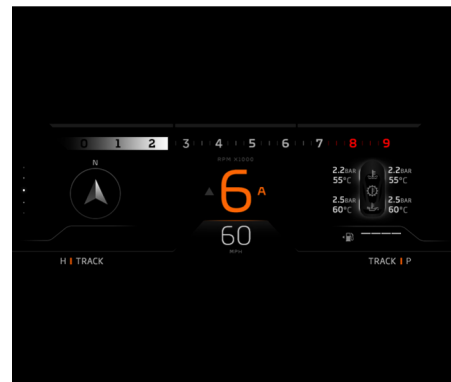 0 1 2 3 4 5 6 7 8 9
RPM X1000
N
6 A
2.2BAR 2.2BAR
55°C 55°C
2.5BAR 2.5BAR
60°C 60°C
60
MPH
H TRACK TRACK P